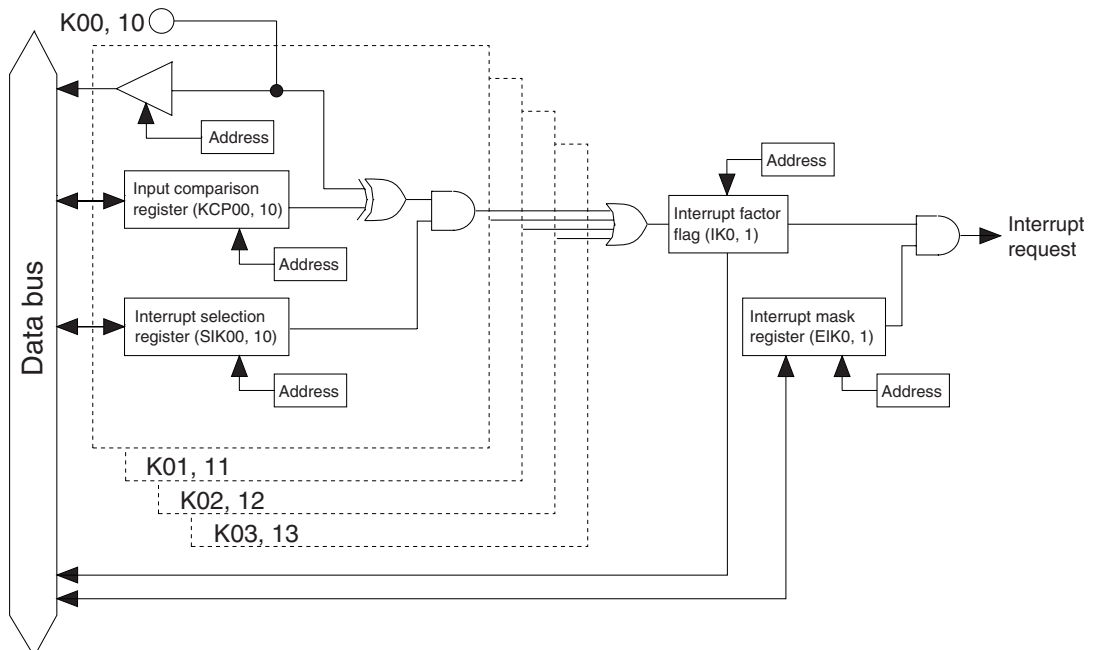 K00, 10
Address
Input comparison
register (KCP00, 10)
Address
Interrupt selection
register (SIK00, 10)
Address
Data bus
K01, 11
K02, 12
K03, 13
Address
Interrupt factor
flag (IK0, 1)
Interrupt
request
Interrupt mask
register (EIK0, 1)
Address